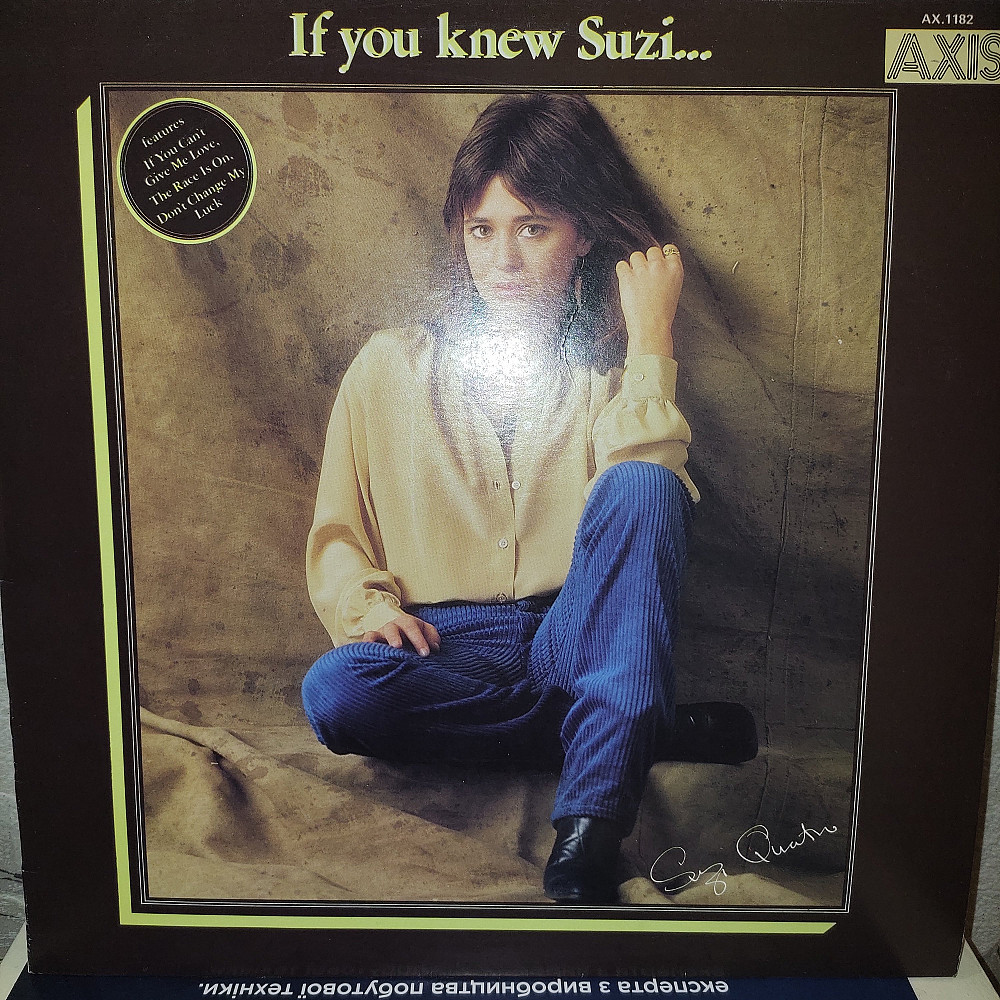 If you knew Suzi...
AX.1182
AXIS
features
If You Can't
Give Me Love,
The Race Is On,
Don't Change My
Luck
Suzi Quatro
експерта з виробництва побутової техніки.